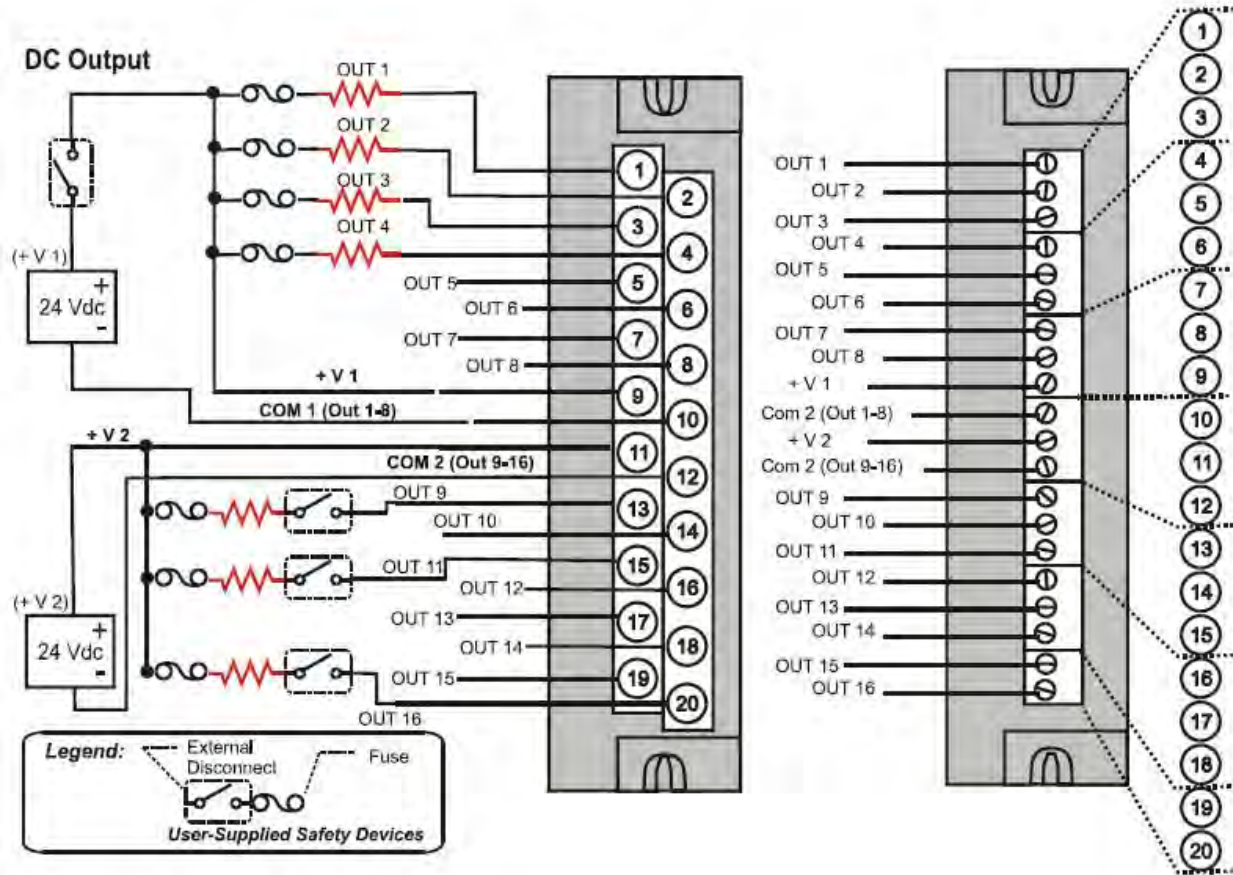 DC Output
OUT 1
OUT 2
OUT 3
OUT 4
(+ V 1)
24 Vdc
+
-
OUT 5
OUT 6
OUT 7
OUT 8
+ V 1
COM 1 (Out 1-8)
+ V 2
COM 2 (Out 9-16)
OUT 9
OUT 10
OUT 11
OUT 12
(+ V 2)
24 Vdc
+
-
OUT 13
OUT 14
OUT 15
OUT 16
1
2
3
4
5
6
7
8
9
10
11
12
13
14
15
16
17
18
19
20
Legend:
External
Disconnect
Fuse
User-Supplied Safety Devices
OUT 1
OUT 2
OUT 3
OUT 4
OUT 5
OUT 6
OUT 7
OUT 8
+ V 1
Com 2 (Out 1-8)
+ V 2
Com 2 (Out 9-16)
OUT 9
OUT 10
OUT 11
OUT 12
OUT 13
OUT 14
OUT 15
OUT 16
1
2
3
4
5
6
7
8
9
10
11
12
13
14
15
16
17
18
19
20